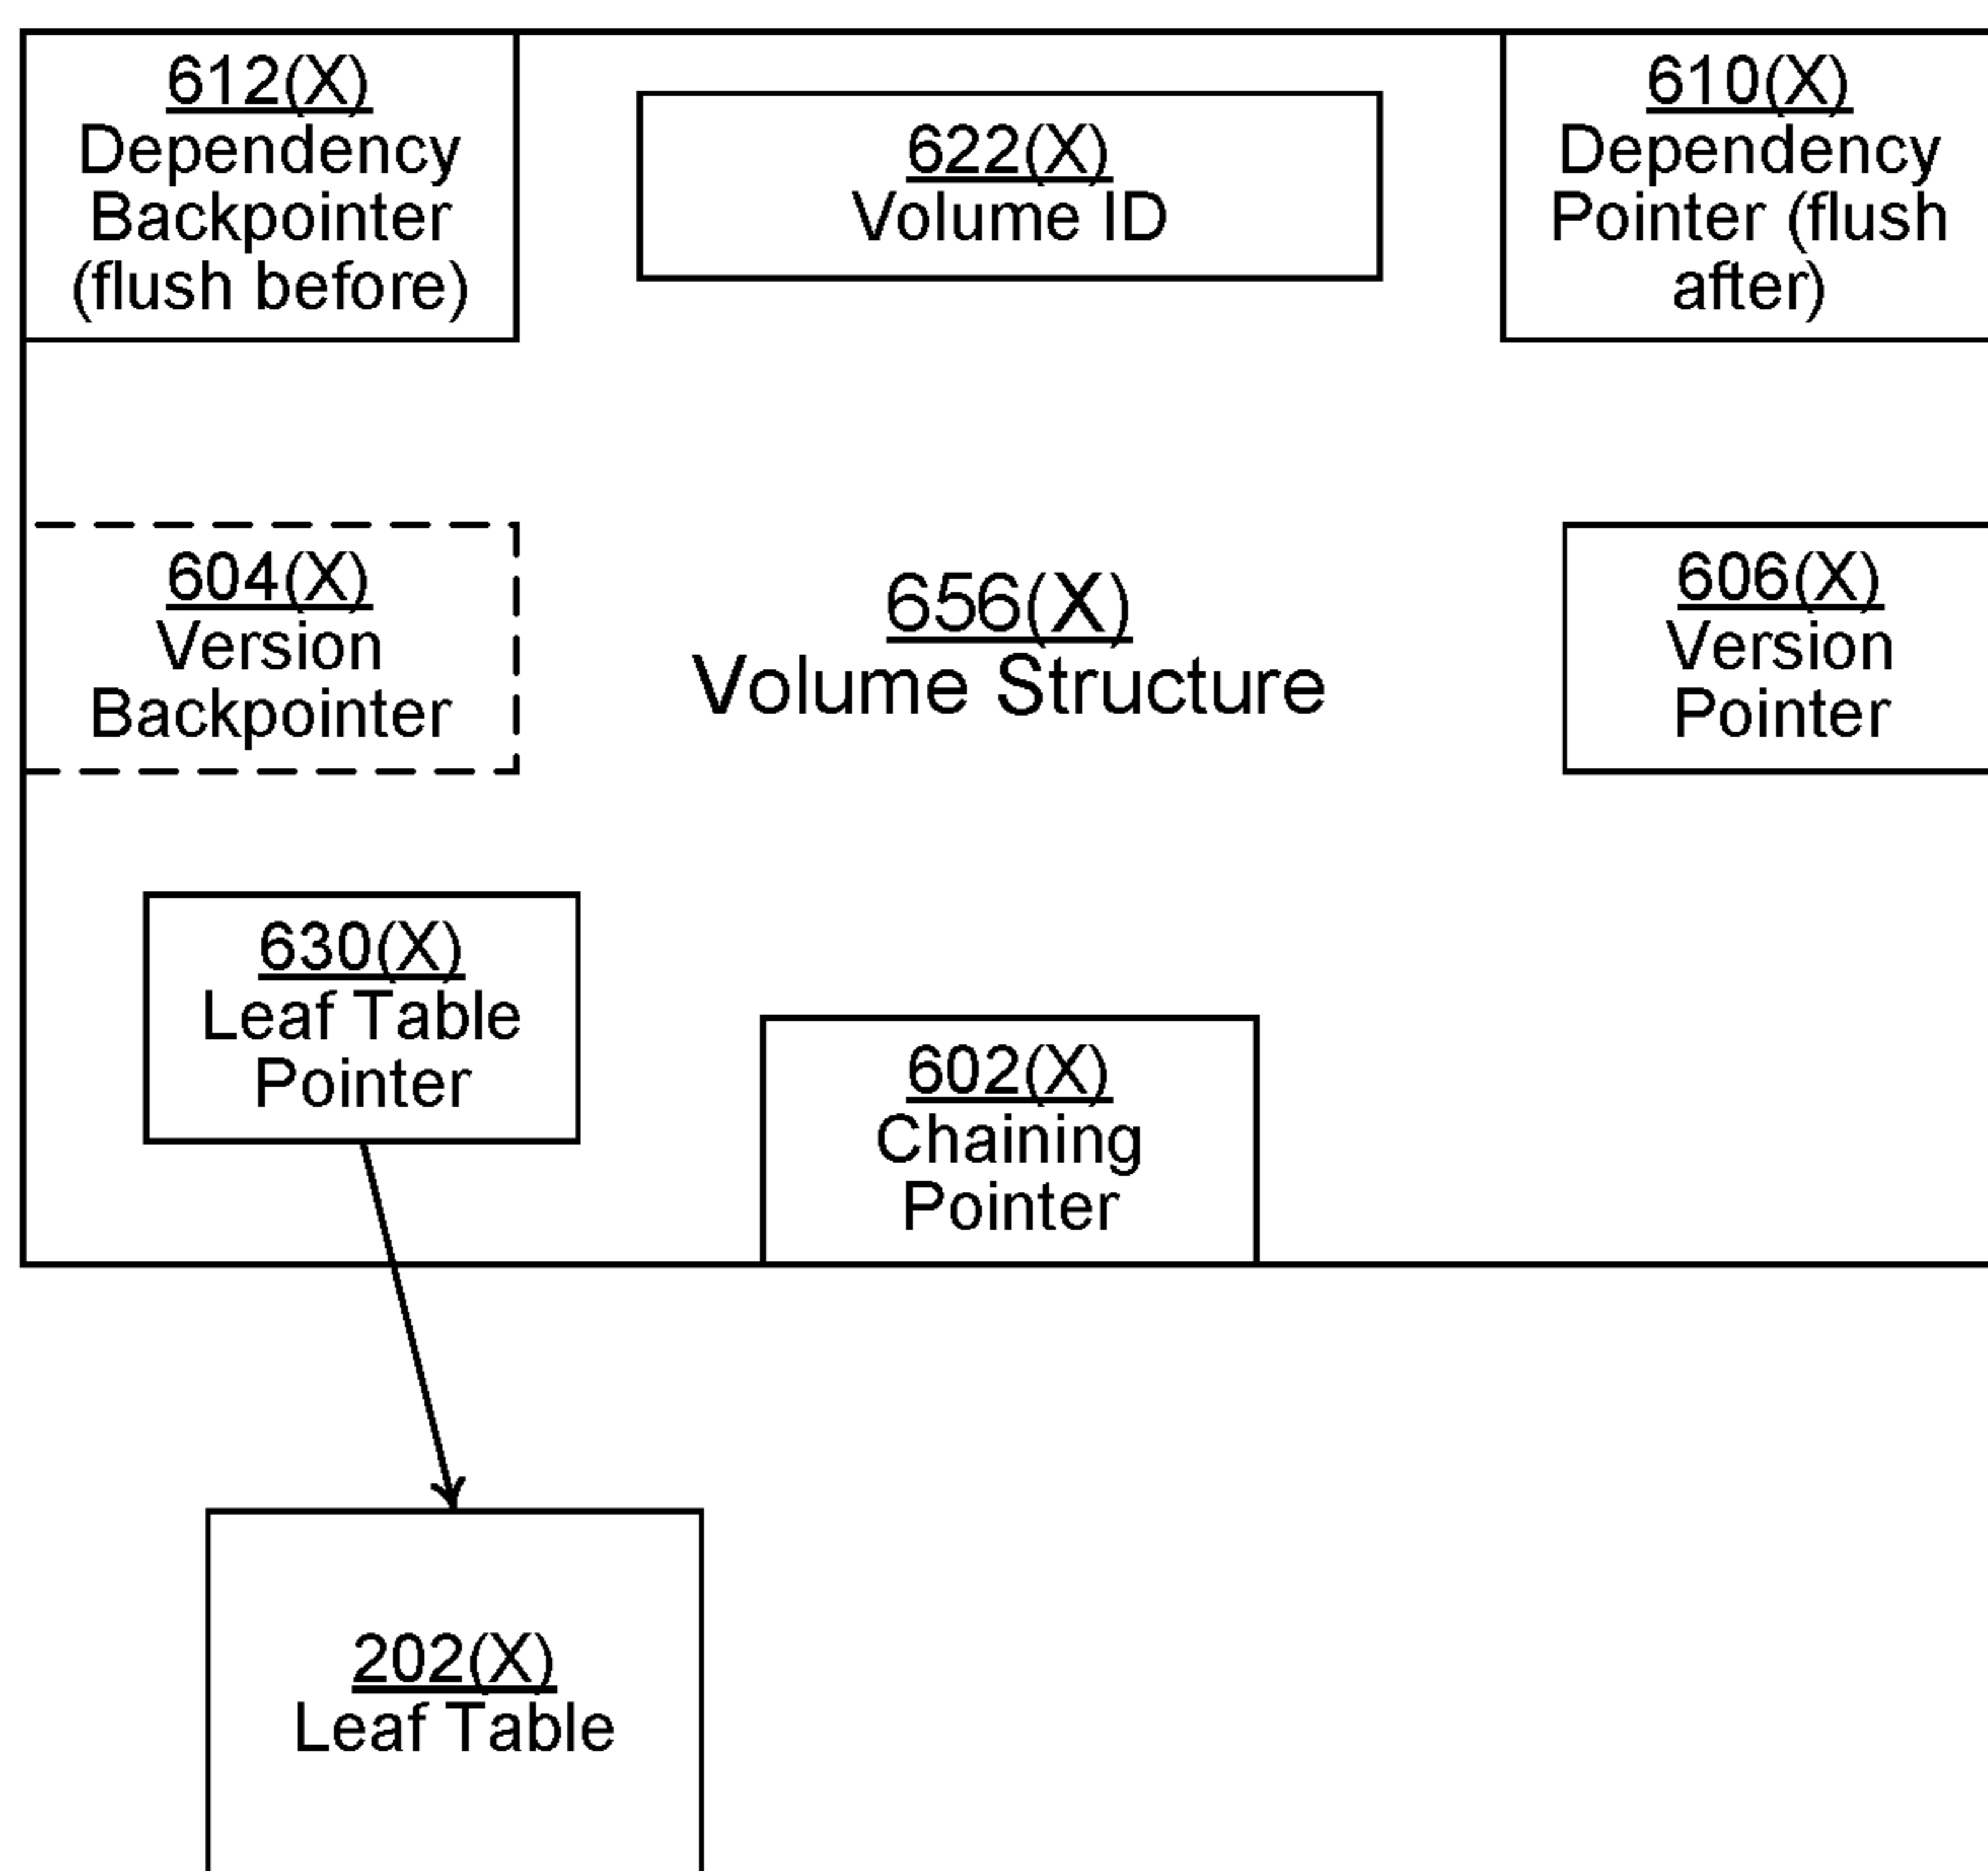 612(X)
Dependency
Backpointer
(flush before)
622(X)
Volume ID
610(X)
Dependency
Pointer (flush
after)
604(X)
Version
Backpointer
656(X)
Volume Structure
606(X)
Version
Pointer
630(X)
Leaf Table
Pointer
602(X)
Chaining
Pointer
202(X)
Leaf Table